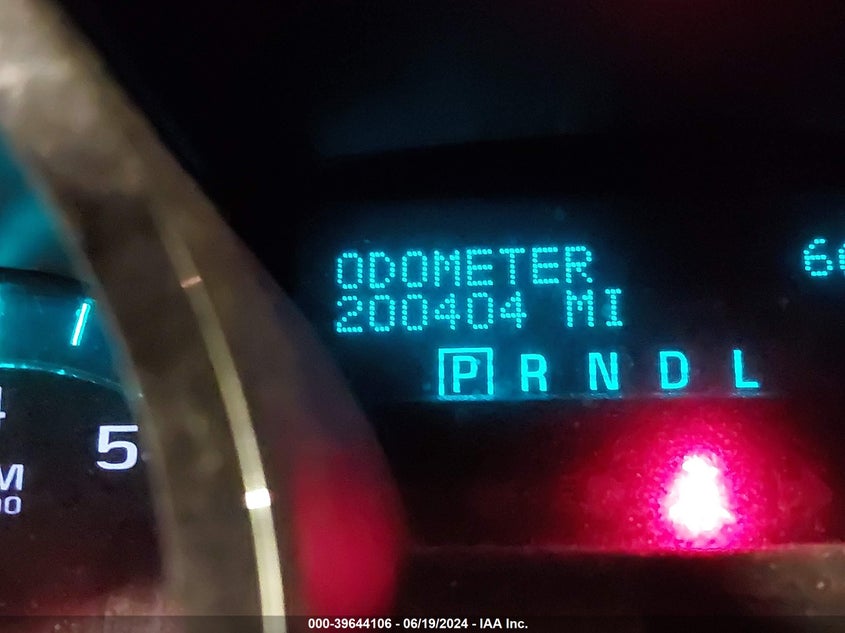 ODOMETER
200404 MI
P R N D L
5
000-39644106 - 06/19/2024 - IAA Inc.